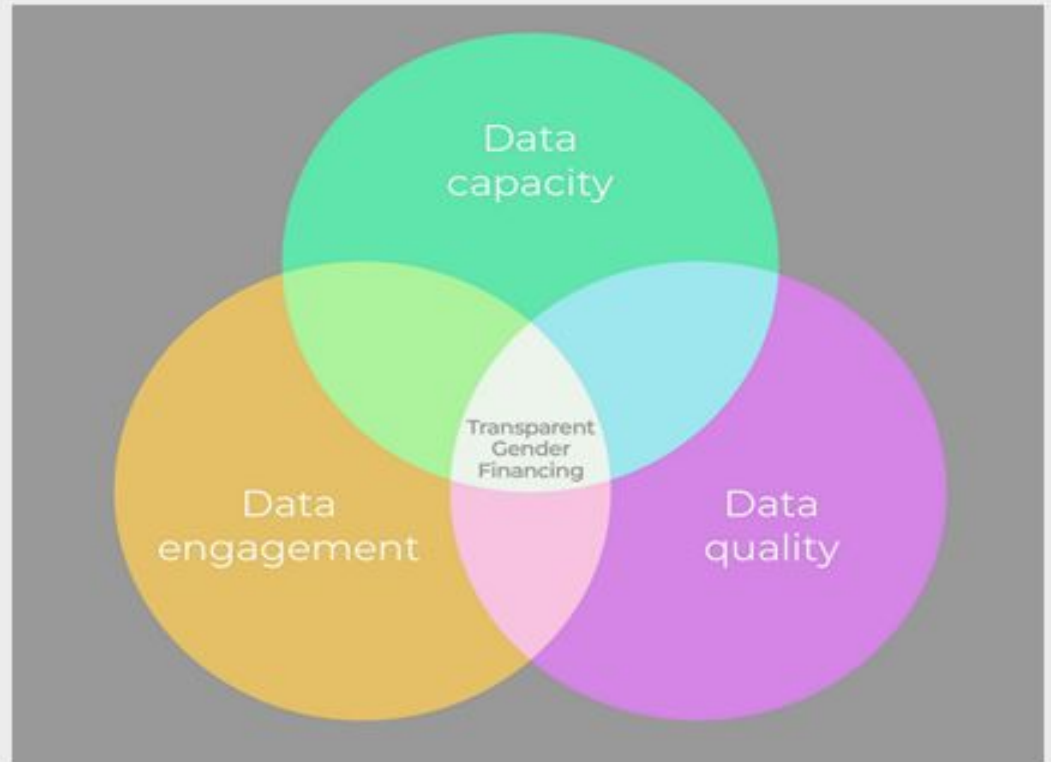 Data
capacity
Transparent
Gender
Financing
Data
engagement
Data
quality